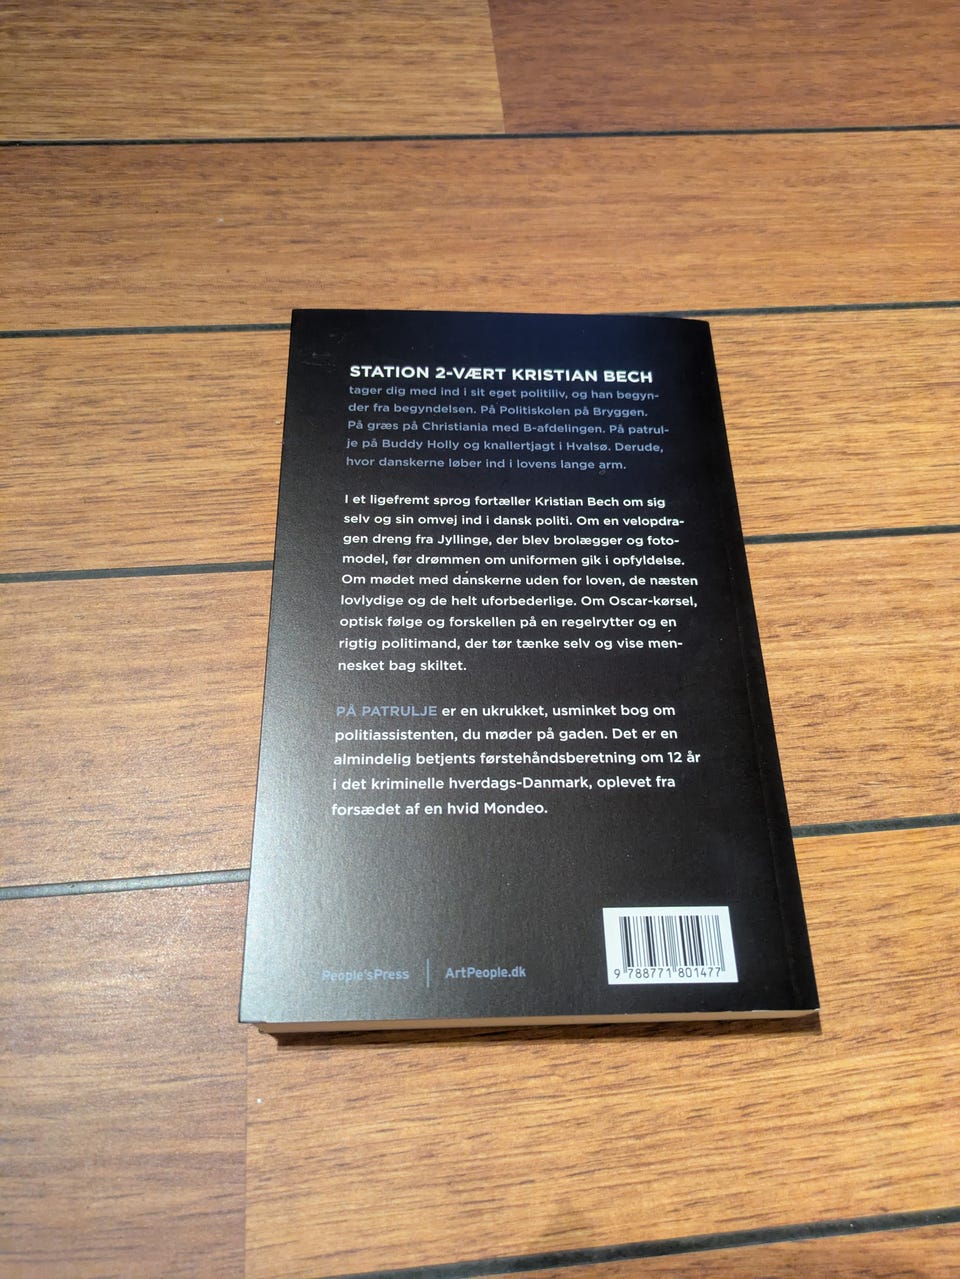 STATION 2-VÆRT KRISTIAN BECH
tager dig med ind i sit eget politiliv, og han begyn-
der fra begyndelsen. På Politiskolen på Bryggen.
På græs på Christiania med B-afdelingen. På patrul-
je på Buddy Holly og knallertjagt i Hvalsø. Derude,
hvor danskerne løber ind i lovens lange arm.
I et ligefremt sprog fortæller Kristian Bech om sig
selv og sin omvej ind i dansk politi. Om en velopdra-
gen dreng fra Jyllinge, der blev brolægger og foto-
model, før drømmen om uniformen gik i opfyldelse.
Om mødet med danskerne uden for loven, de næsten
lovlydige og de helt uforbederlige. Om Oscar-kørsel,
optisk følge og forskellen på en regelrytter og en
rigtig politimand, der tør tænke selv og vise men-
nesket bag skiltet.
PÅ PATRULJE er en ukrukket, usminket bog om
politiassistenten, du møder på gaden. Det er en
almindelig betjents førstehåndsberetning om 12 år
i det kriminelle hverdags-Danmark, oplevet fra
forsædet af en hvid Mondeo.
People'sPress | ArtPeople.dk
9 788771 801477